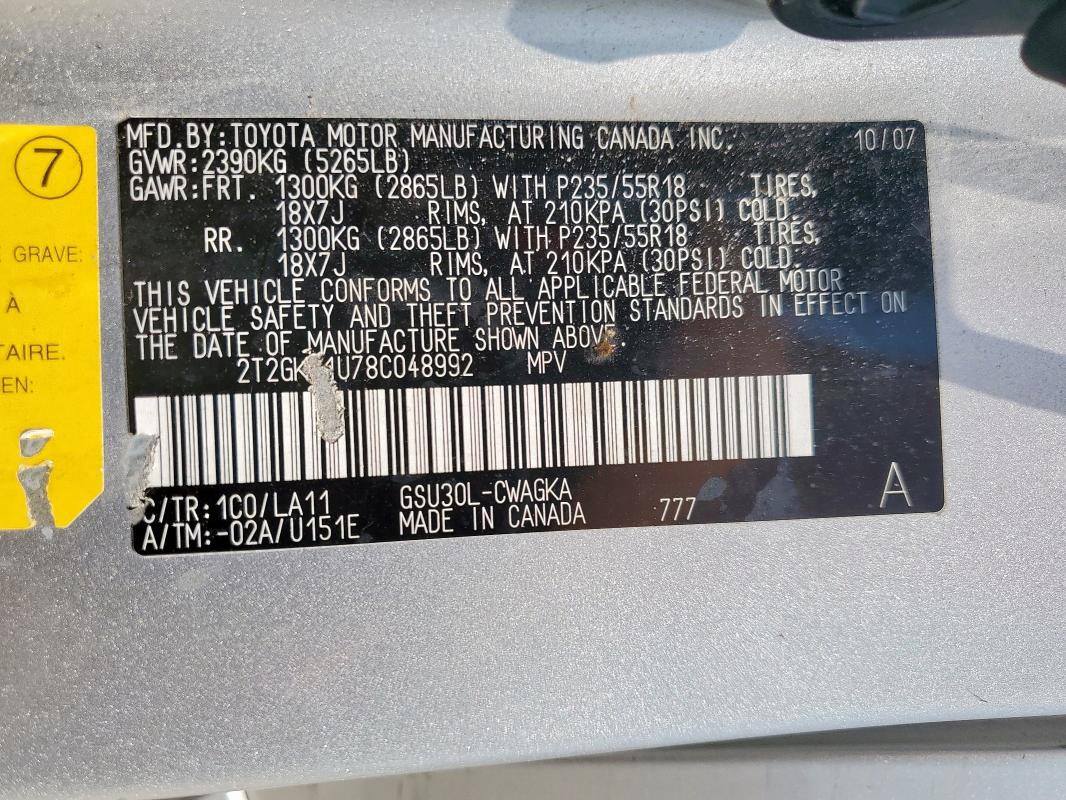 7
GRAVE:
À
TAIRE.
EN:
MFD.BY:TOYOTA MOTOR MANUFACTURING CANADA INC. 10/07
GVWR:2390KG (5265LB)
GAWR:FRT. 1300KG (2865LB) WITH P235/55R18 TIRES,
18X7J RIMS, AT 210KPA (30PSI) COLD.
RR. 1300KG (2865LB) WITH P235/55R18 TIRES,
18X7J RIMS, AT 210KPA (30PSI) COLD.
THIS VEHICLE CONFORMS TO ALL APPLICABLE FEDERAL MOTOR
VEHICLE SAFETY AND THEFT PREVENTION STANDARDS IN EFFECT ON
THE DATE OF MANUFACTURE SHOWN ABOVE.
2T2GK 1U78C048992 MPV
C/TR:1C0/LA11 GSU30L-CWAGKA
A/TM:-02A/U151E MADE IN CANADA 777 A